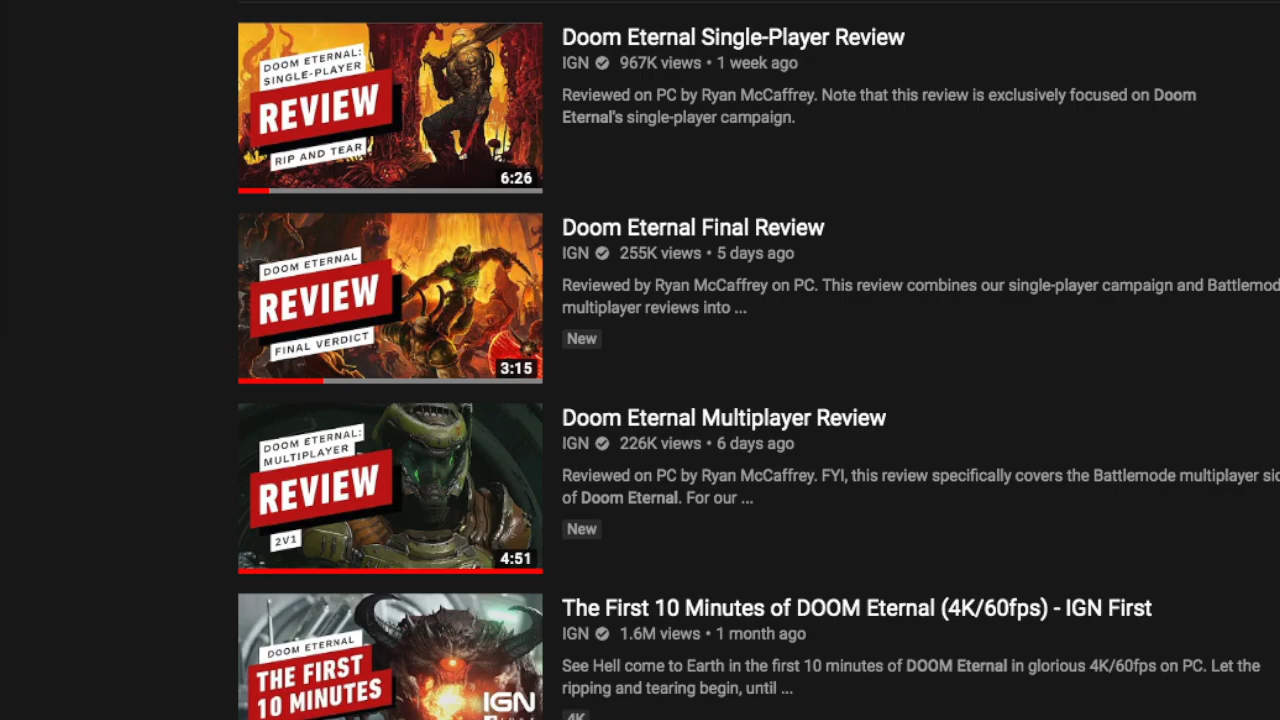 DOOM ETERNAL:
SINGLE-PLAYER
REVIEW
RIP AND TEAR
6:26
Doom Eternal Single-Player Review
IGN 967K views • 1 week ago
Reviewed on PC by Ryan McCaffrey. Note that this review is exclusively focused on Doom
Eternal's single-player campaign.
DOOM ETERNAL
REVIEW
FINAL VERDICT
3:15
Doom Eternal Final Review
IGN 255K views • 5 days ago
Reviewed by Ryan McCaffrey on PC. This review combines our single-player campaign and Battlemod
multiplayer reviews into ...
New
DOOM ETERNAL:
MULTIPLAYER
REVIEW
2V1
4:51
Doom Eternal Multiplayer Review
IGN 226K views • 6 days ago
Reviewed on PC by Ryan McCaffrey. FYI, this review specifically covers the Battlemode multiplayer si
of Doom Eternal. For our ...
New
DOOM ETERNAL
THE FIRST
10 MINUTES
IGN
The First 10 Minutes of DOOM Eternal (4K/60fps) - IGN First
IGN 1.6M views • 1 month ago
See Hell come to Earth in the first 10 minutes of DOOM Eternal in glorious 4K/60fps on PC. Let the
ripping and tearing begin, until ...
4K